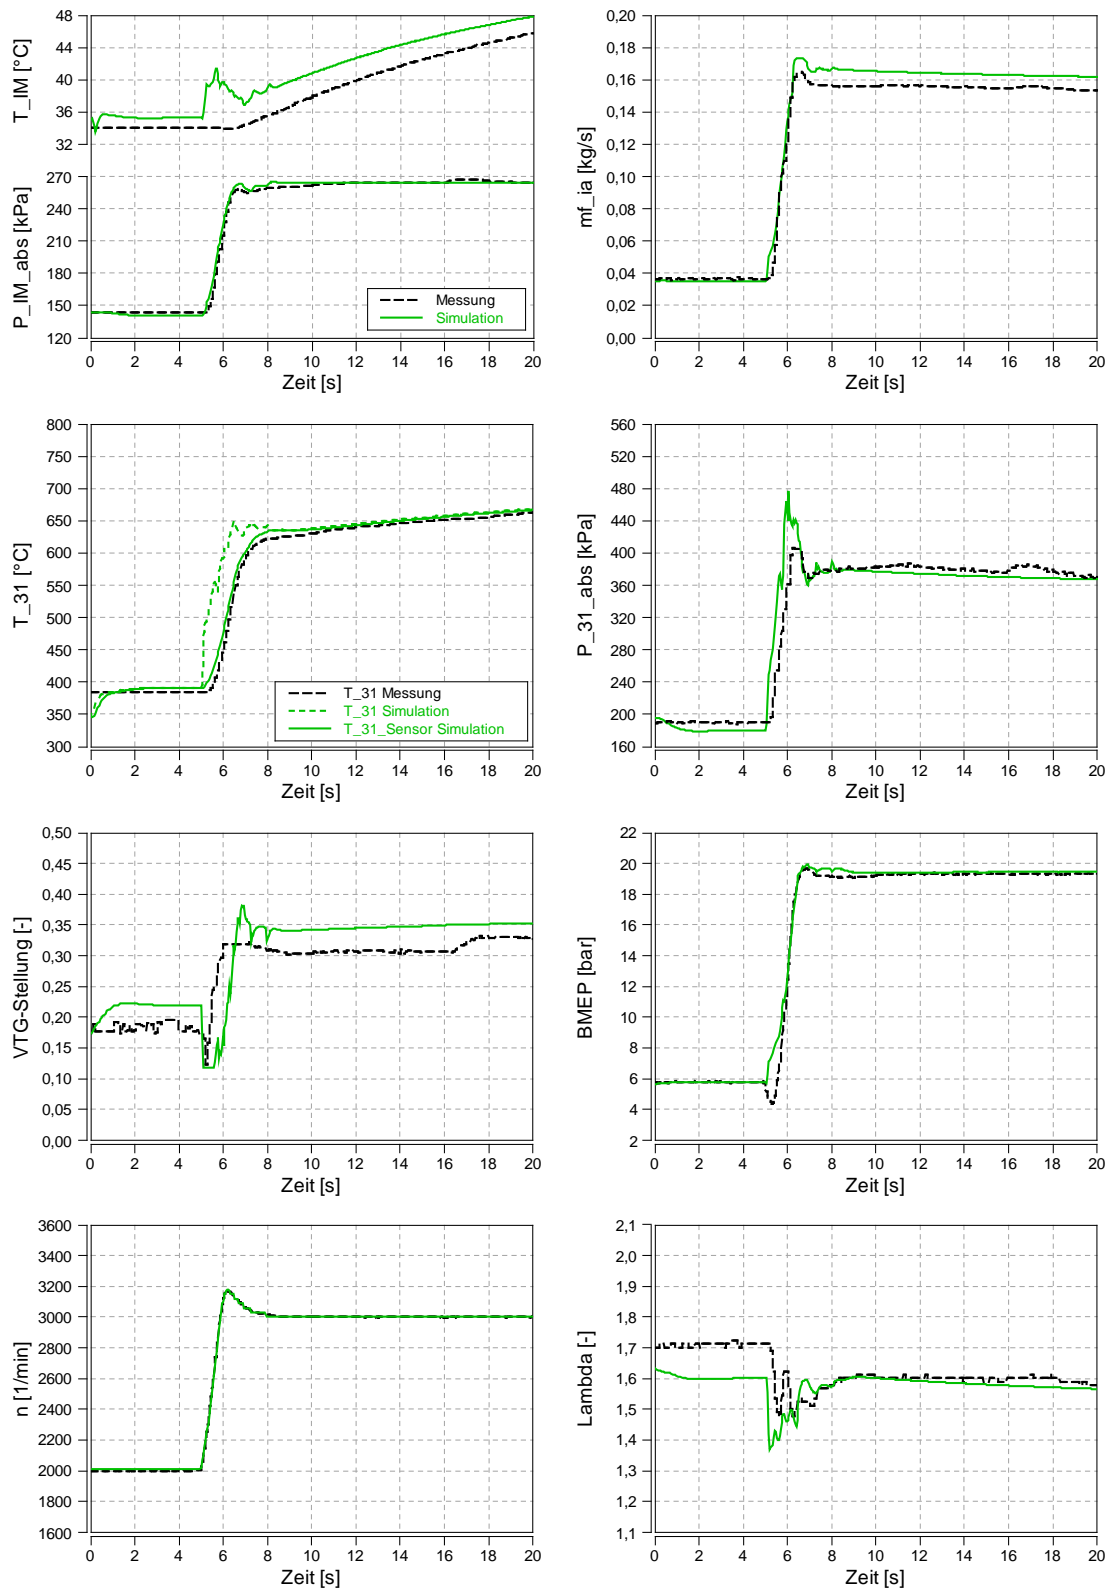 T_IM [°C]
48
44
40
36
32
P_IM_abs [kPa]
270
240
210
180
150
120
Messung
Simulation
0 2 4 6 8 10 12 14 16 18 20
Zeit [s]
mf_ia [kg/s]
0,20
0,18
0,16
0,14
0,12
0,10
0,08
0,06
0,04
0,02
0,00
0 2 4 6 8 10 12 14 16 18 20
Zeit [s]
T_31 [°C]
800
750
700
650
600
550
500
450
400
350
300
T_31 Messung
T_31 Simulation
T_31_Sensor Simulation
0 2 4 6 8 10 12 14 16 18 20
Zeit [s]
P_31_abs [kPa]
560
520
480
440
400
360
320
280
240
200
160
0 2 4 6 8 10 12 14 16 18 20
Zeit [s]
VTG-Stellung [-]
0,50
0,45
0,40
0,35
0,30
0,25
0,20
0,15
0,10
0,05
0,00
0 2 4 6 8 10 12 14 16 18 20
Zeit [s]
BMEP [bar]
22
20
18
16
14
12
10
8
6
4
2
0 2 4 6 8 10 12 14 16 18 20
Zeit [s]
n [1/min]
3600
3400
3200
3000
2800
2600
2400
2200
2000
1800
1600
0 2 4 6 8 10 12 14 16 18 20
Zeit [s]
Lambda [-]
2,1
2,0
1,9
1,8
1,7
1,6
1,5
1,4
1,3
1,2
1,1
0 2 4 6 8 10 12 14 16 18 20
Zeit [s]